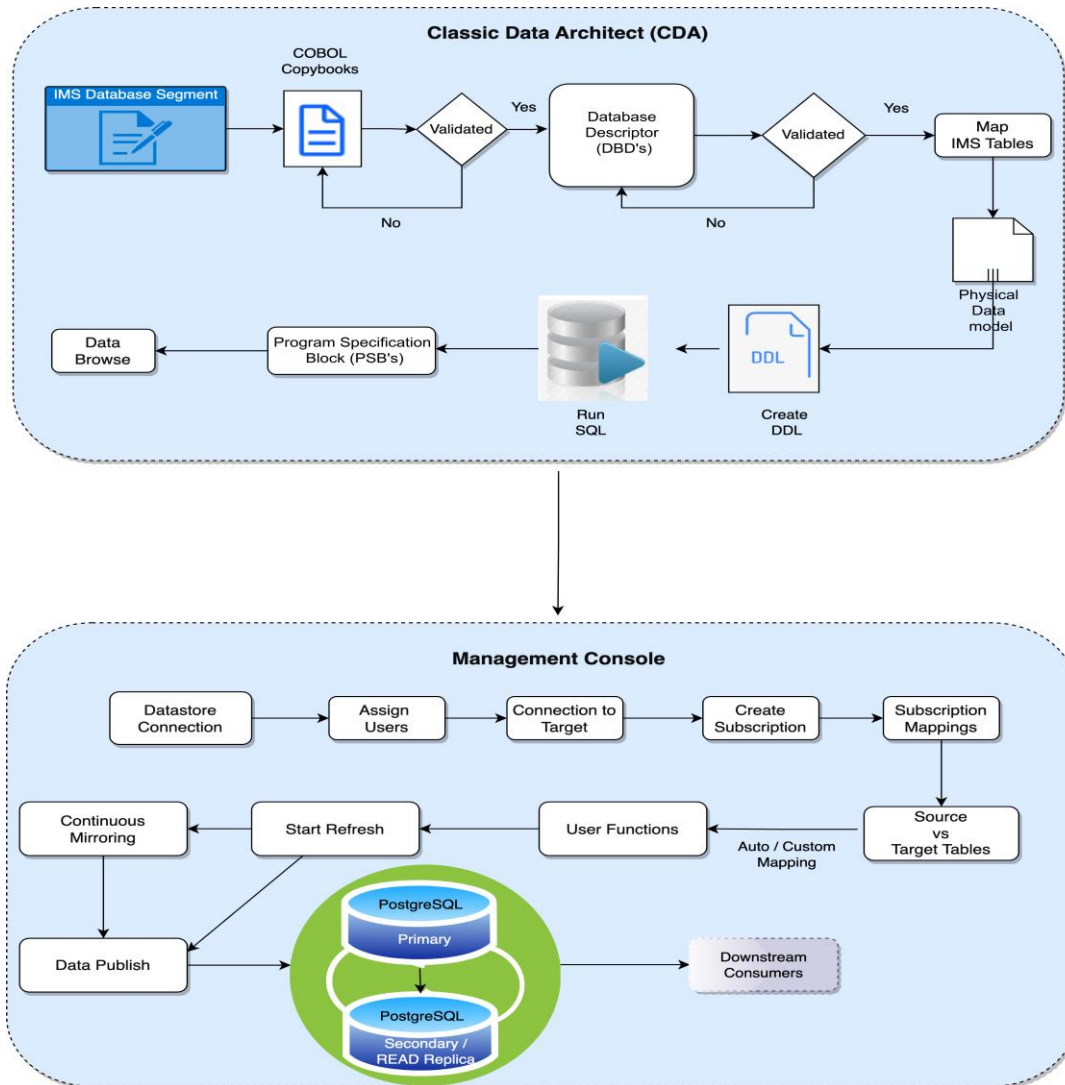 Classic Data Architect (CDA)
COBOL
Copybooks
IMS Database Segment
Validated
Yes
No
Database
Descriptor
(DBD's)
Validated
Yes
No
Map
IMS Tables
Physical
Data
model
DDL
Create
DDL
Run
SQL
Program Specification
Block (PSB's)
Data
Browse
Management Console
Datastore
Connection
Assign
Users
Connection to
Target
Create
Subscription
Subscription
Mappings
Source
vs
Target Tables
Auto / Custom
Mapping
User Functions
Start Refresh
Continuous
Mirroring
Data Publish
PostgreSQL
Primary
PostgreSQL
Secondary /
READ Replica
Downstream
Consumers